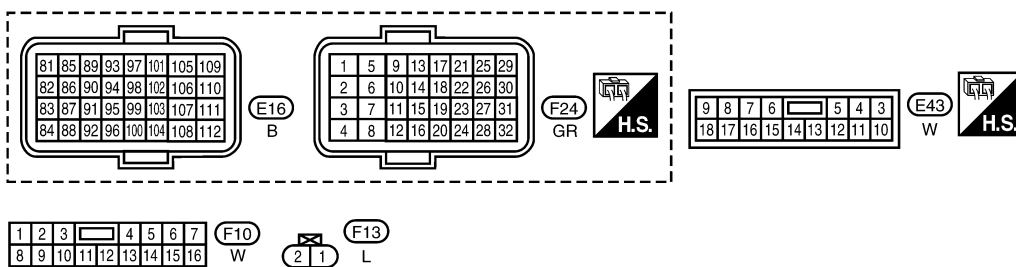 81 85 89 93 97 101 105 109
82 86 90 94 98 102 106 110
83 87 91 95 99 103 107 111
84 88 92 96 100 104 108 112
E16
B
1 5 9 13 17 21 25 29
2 6 10 14 18 22 26 30
3 7 11 15 19 23 27 31
4 8 12 16 20 24 28 32
F24
GR
H.S.
9 8 7 6 5 4 3
18 17 16 15 14 13 12 11 10
E43
W
H.S.
1 2 3 4 5 6 7
8 9 10 11 12 13 14 15 16
F10
W
2 1
F13
L